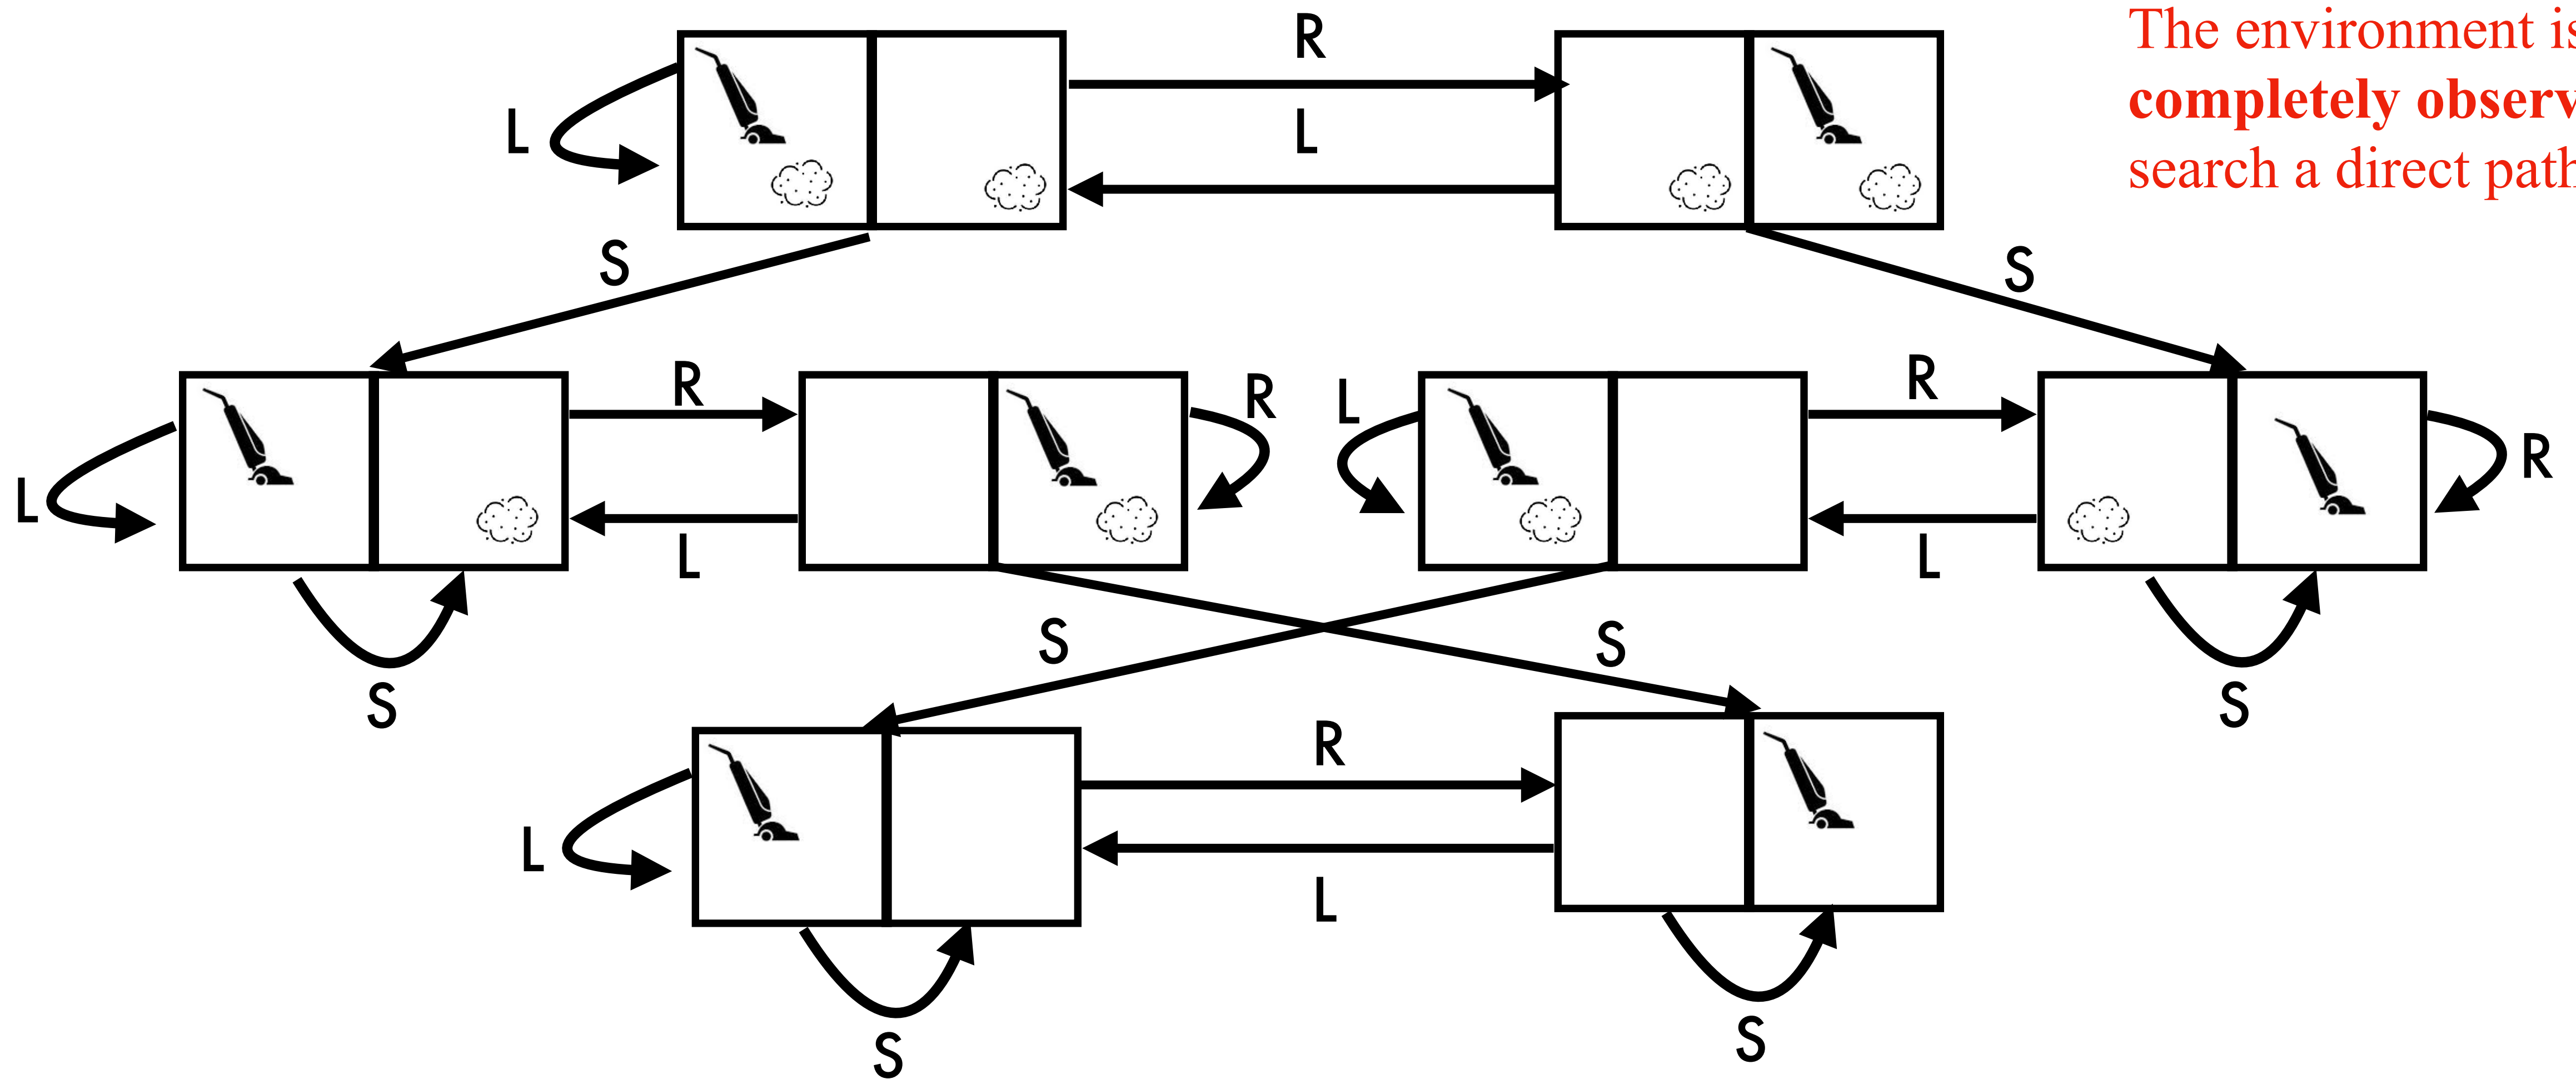 The environment is
completely observ
search a direct path
R
L
L
S
S
R
R
L
R
L
R
L
L
S
S
S
S
R
L
L
S
S